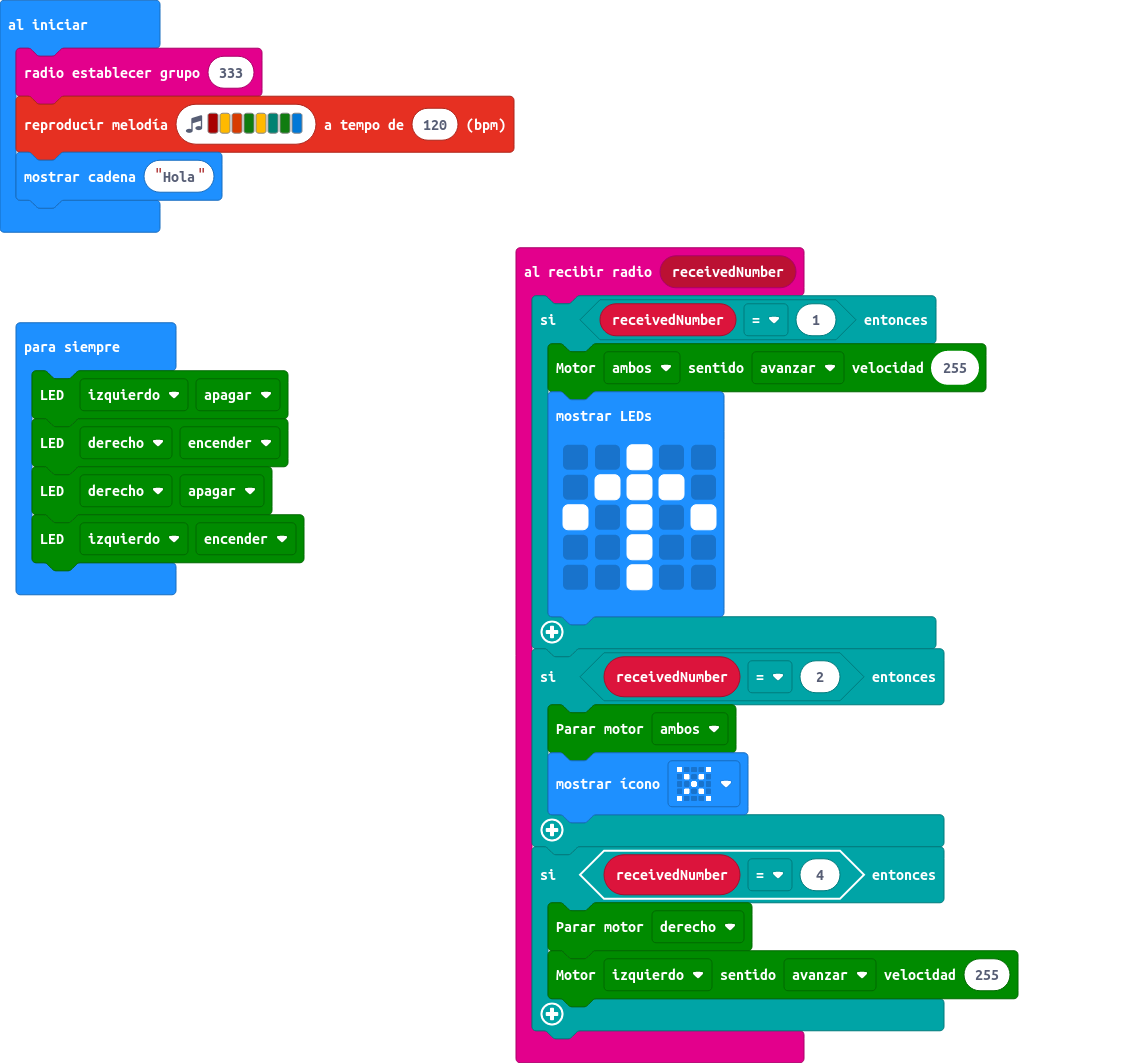 al iniciar
radio establecer grupo 333
reproducir melodía a tempo de 120 (bpm)
mostrar cadena "Hola"
para siempre
LED izquierdo apagar
LED derecho encender
LED derecho apagar
LED izquierdo encender
al recibir radio receivedNumber
si receivedNumber = 1 entonces
Motor ambos sentido avanzar velocidad 255
mostrar LEDs
si receivedNumber = 2 entonces
Parar motor ambos
mostrar ícono
si receivedNumber = 4 entonces
Parar motor derecho
Motor izquierdo sentido avanzar velocidad 255